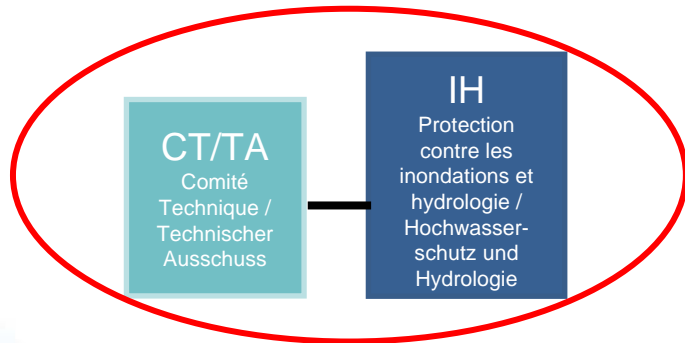 CT/TA
Comité
Technique /
Technischer
Ausschuss
IH
Protection
contre les
inondations et
hydrologie /
Hochwasser-
schutz und
Hydrologie